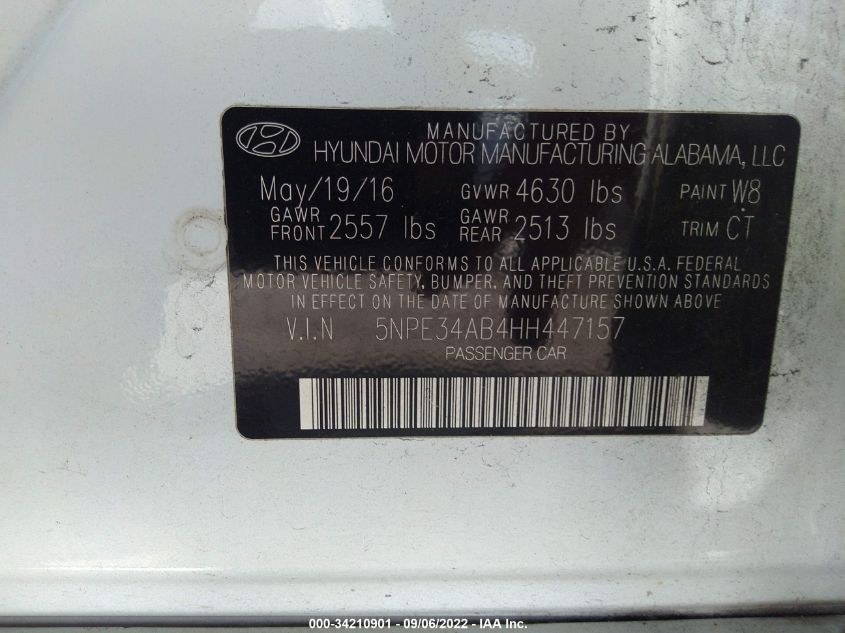 MANUFACTURED BY
HYUNDAI MOTOR MANUFACTURING ALABAMA, LLC
May/19/16 GVWR 4630 lbs PAINT W8
GAWR FRONT 2557 lbs GAWR REAR 2513 lbs TRIM CT
THIS VEHICLE CONFORMS TO ALL APPLICABLE U.S.A. FEDERAL
MOTOR VEHICLE SAFETY, BUMPER, AND THEFT PREVENTION STANDARDS
IN EFFECT ON THE DATE OF MANUFACTURE SHOWN ABOVE
V.I.N 5NPE34AB4HH447157
PASSENGER CAR
000-34210901 - 09/06/2022 - IAA Inc.